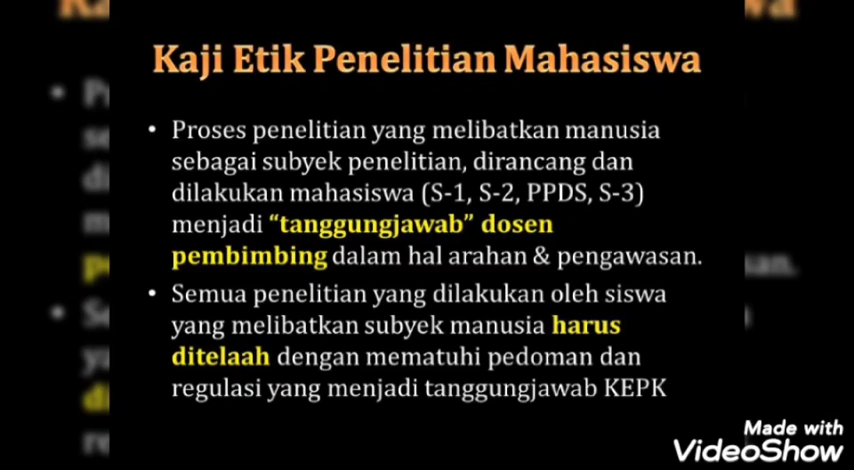 Kaji Etik Penelitian Mahasiswa
• Proses penelitian yang melibatkan manusia
sebagai subyek penelitian, dirancang dan
dilakukan mahasiswa (S-1, S-2, PPDS, S-3)
menjadi “tanggungjawab” dosen
pembimbing dalam hal arahan & pengawasan.
• Semua penelitian yang dilakukan oleh siswa
yang melibatkan subyek manusia harus
ditelaah dengan mematuhi pedoman dan
regulasi yang menjadi tanggungjawab KEPK
Made with
VideoShow